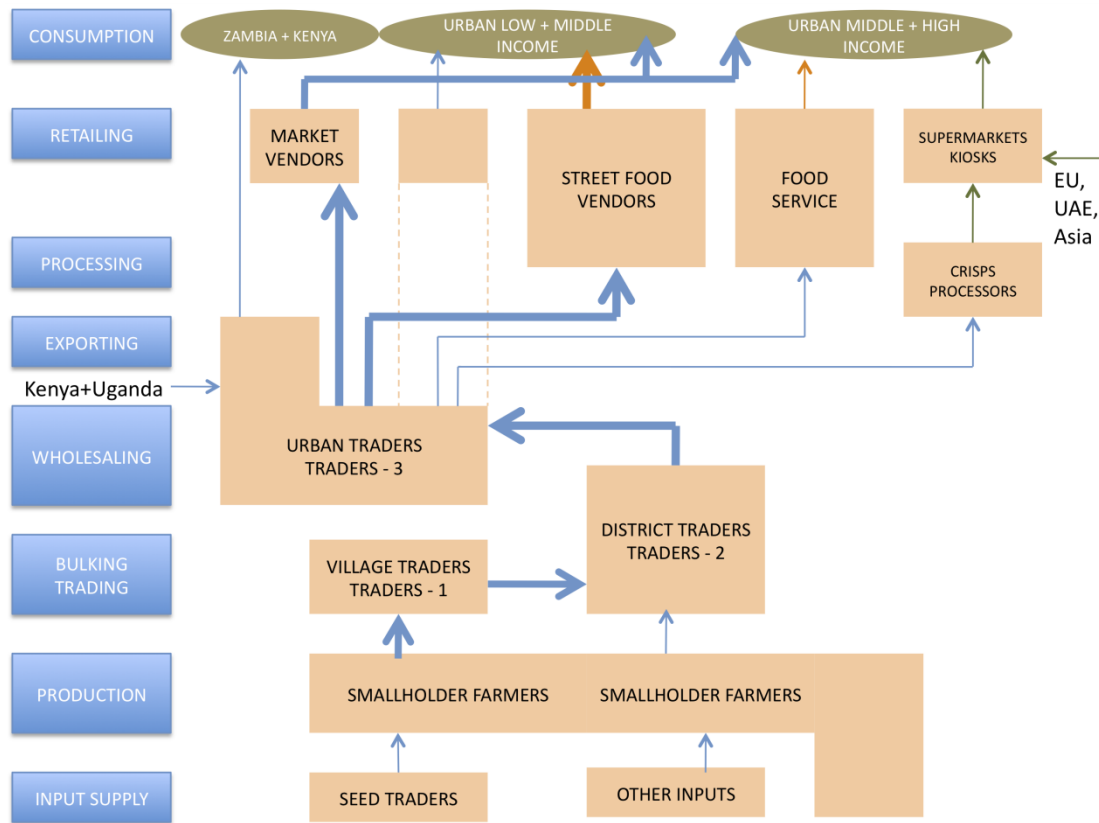 CONSUMPTION
ZAMBIA + KENYA
URBAN LOW + MIDDLE
INCOME
URBAN MIDDLE + HIGH
INCOME
RETAILING
MARKET
VENDORS
STREET FOOD
VENDORS
FOOD
SERVICE
SUPERMARKETS
KIOSKS
EU,
UAE,
Asia
PROCESSING
CRISPS
PROCESSORS
EXPORTING
Kenya+Uganda
WHOLESALING
URBAN TRADERS
TRADERS - 3
DISTRICT TRADERS
TRADERS - 2
BULKING
TRADING
VILLAGE TRADERS
TRADERS - 1
PRODUCTION
SMALLHOLDER FARMERS
SMALLHOLDER FARMERS
INPUT SUPPLY
SEED TRADERS
OTHER INPUTS